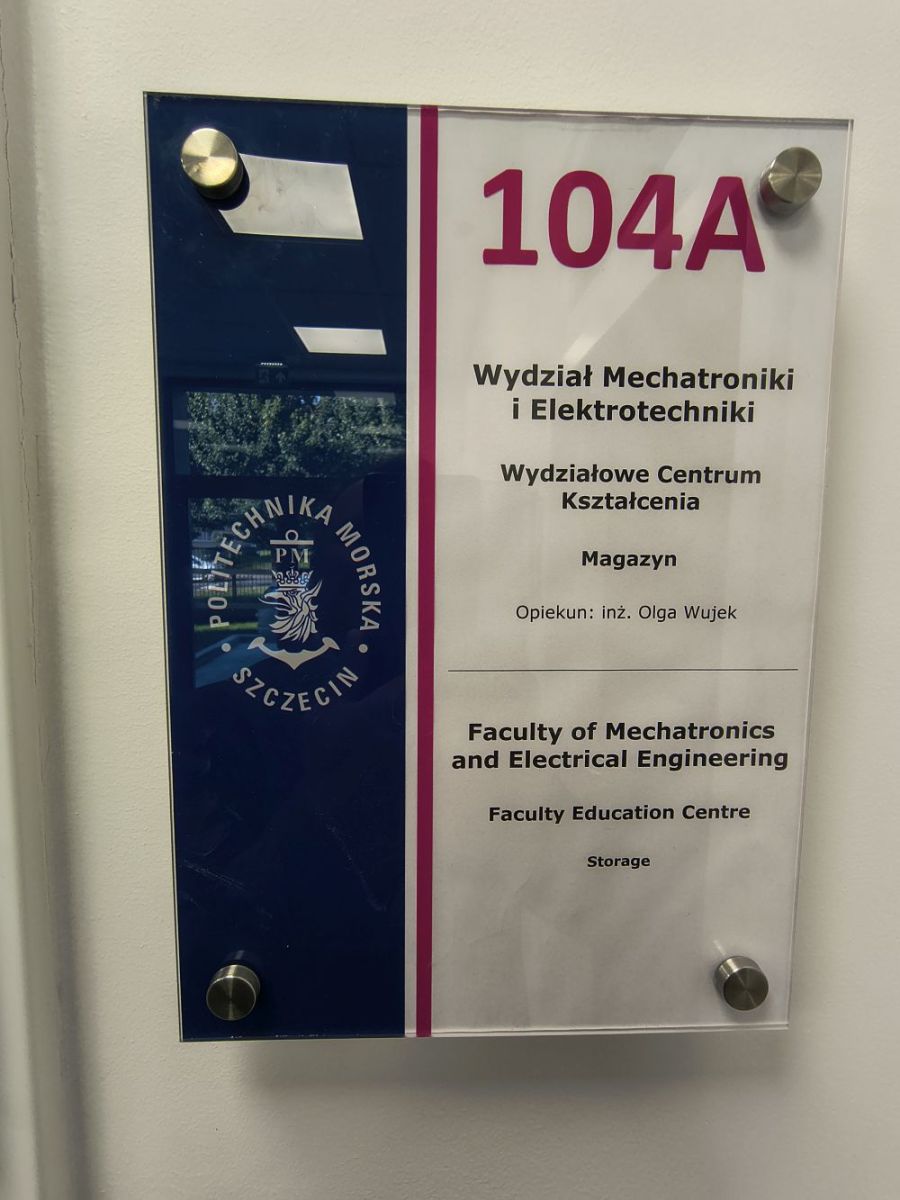 104A
Wydział Mechatroniki
i Elektrotechniki
Wydziałowe Centrum
Kształcenia
Magazyn
Opiekun: inż. Olga Wujek
Faculty of Mechatronics
and Electrical Engineering
Faculty Education Centre
Storage
POLITECHNIKA MORSKA
• SZCZECIN •
PM